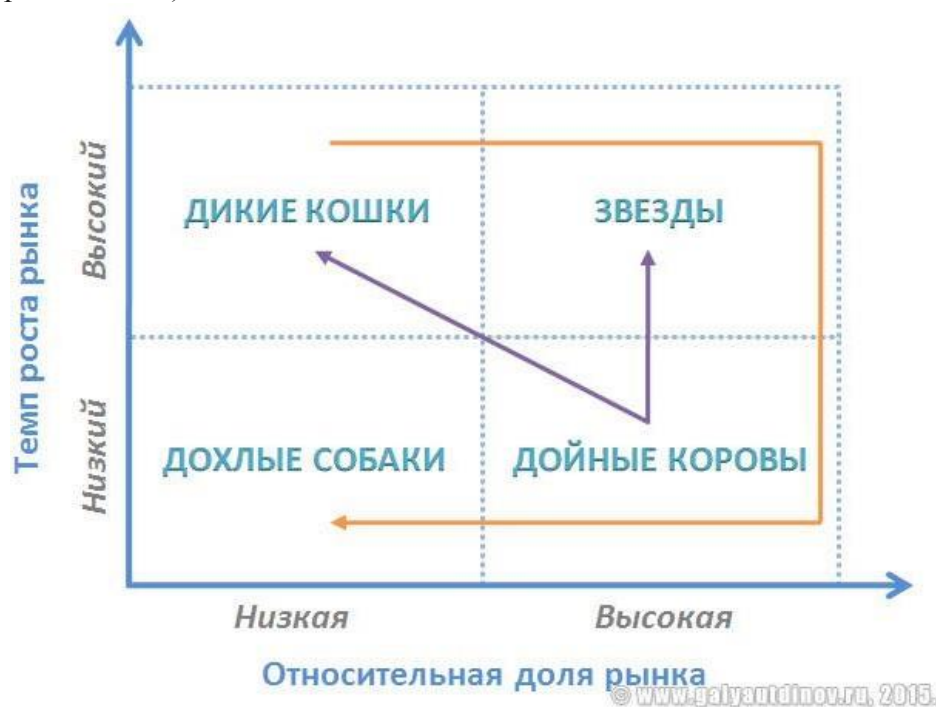 Темп роста рынка
Высокий
Низкий
ДИКИЕ КОШКИ
ЗВЕЗДЫ
ДОХЛЫЕ СОБАКИ
ДОЙНЫЕ КОРОВЫ
Низкая
Высокая
Относительная доля рынка
© www.galyautdinov.ru, 2015.